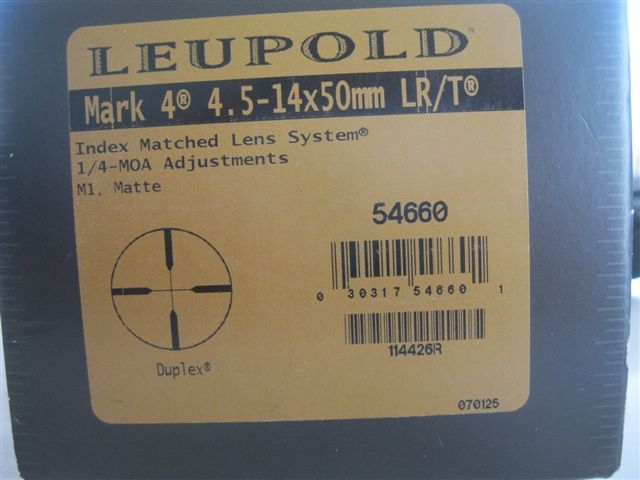 LEUPOLD®
Mark 4® 4.5-14x50mm LR/T®
Index Matched Lens System®
1/4-MOA Adjustments
M1, Matte
54660
0 30317 54660 1
114426R
Duplex®
070125